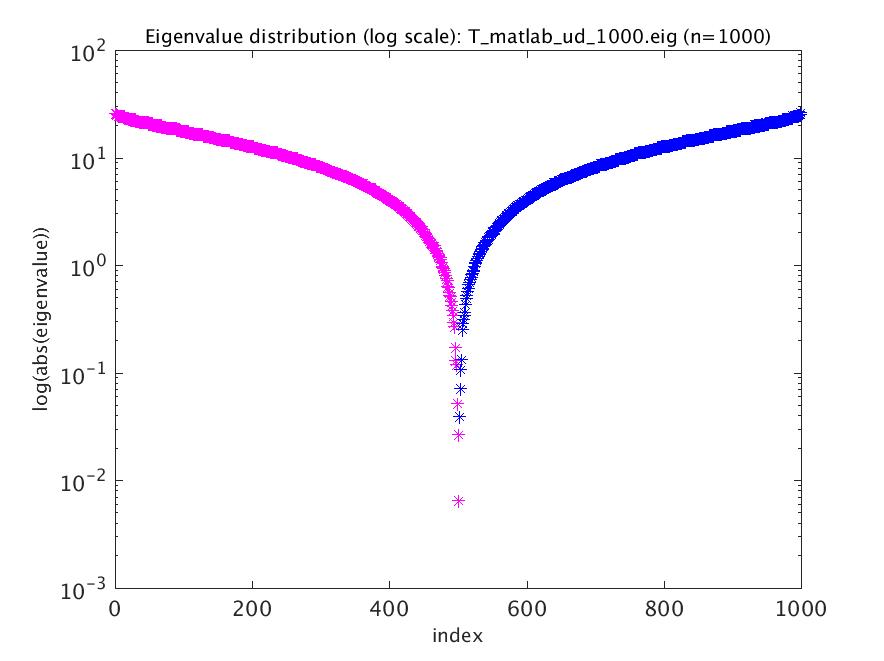 Eigenvalue distribution (log scale): T_matlab_ud_1000.eig (n=1000)
10^2
10^1
10^0
10^-1
10^-2
10^-3
log(abs(eigenvalue))
0 200 400 600 800 1000
index